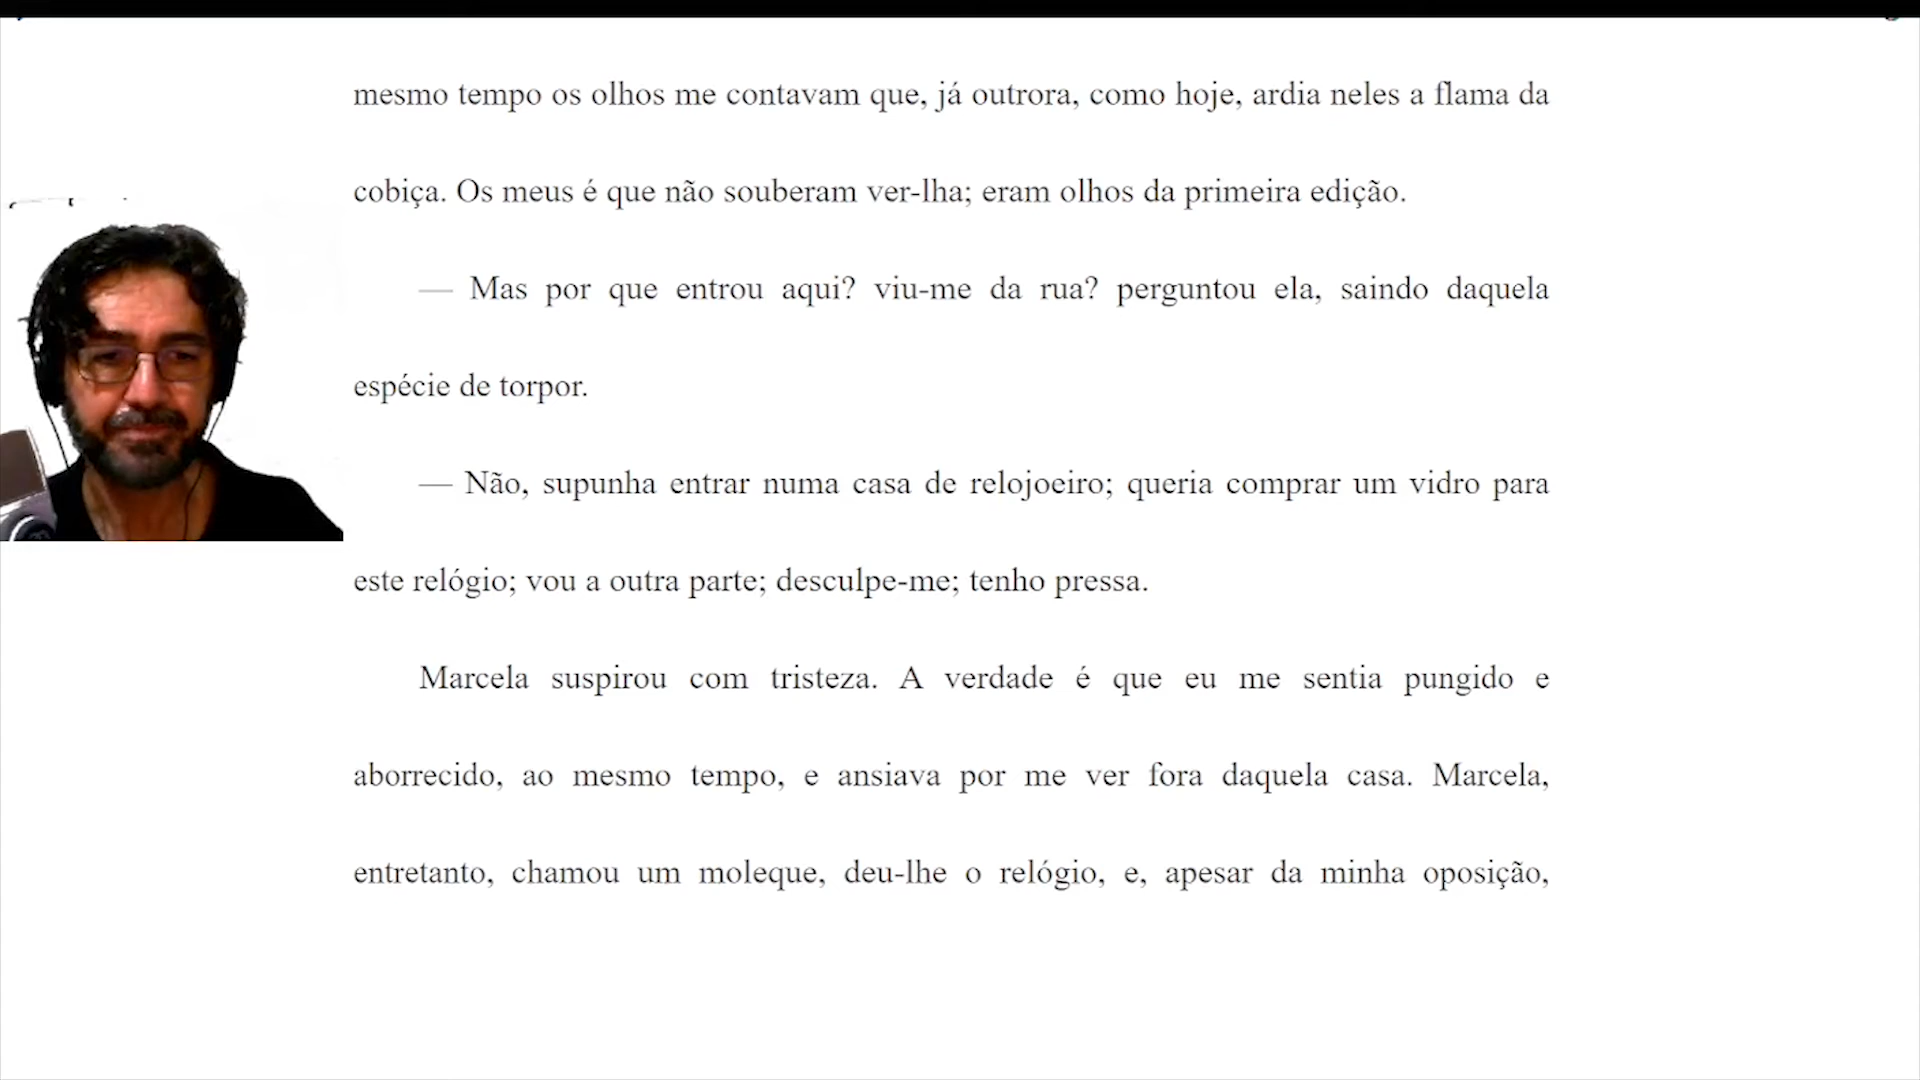 mesmo tempo os olhos me contavam que, já outrora, como hoje, ardia neles a flama da
cobiça. Os meus é que não souberam ver-lha; eram olhos da primeira edição.
— Mas por que entrou aqui? viu-me da rua? perguntou ela, saindo daquela
espécie de torpor.
— Não, supunha entrar numa casa de relojoeiro; queria comprar um vidro para
este relógio; vou a outra parte; desculpe-me; tenho pressa.
Marcela suspirou com tristeza. A verdade é que eu me sentia pungido e
aborrecido, ao mesmo tempo, e ansiava por me ver fora daquela casa. Marcela,
entretanto, chamou um moleque, deu-lhe o relógio, e, apesar da minha oposição,